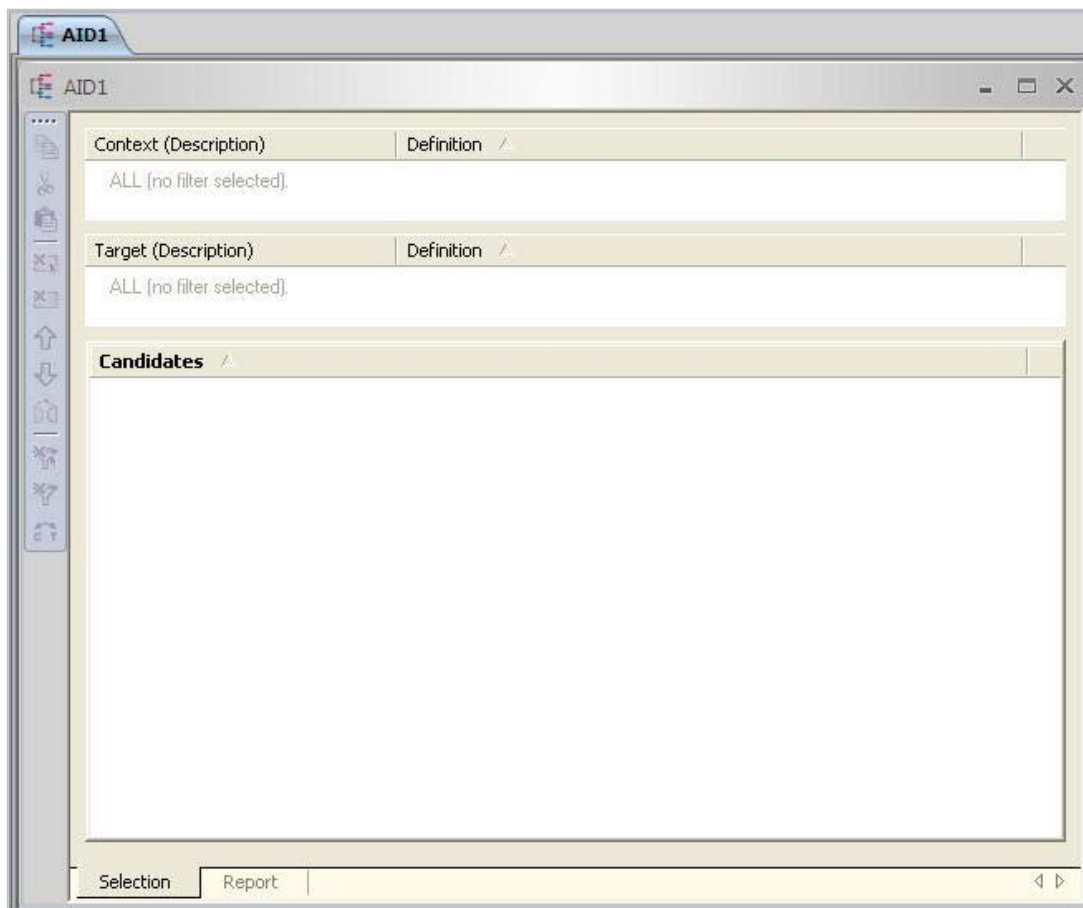 AID1
AID1
Context (Description) Definition
ALL (no filter selected).
Target (Description) Definition
ALL (no filter selected).
Candidates
Selection Report